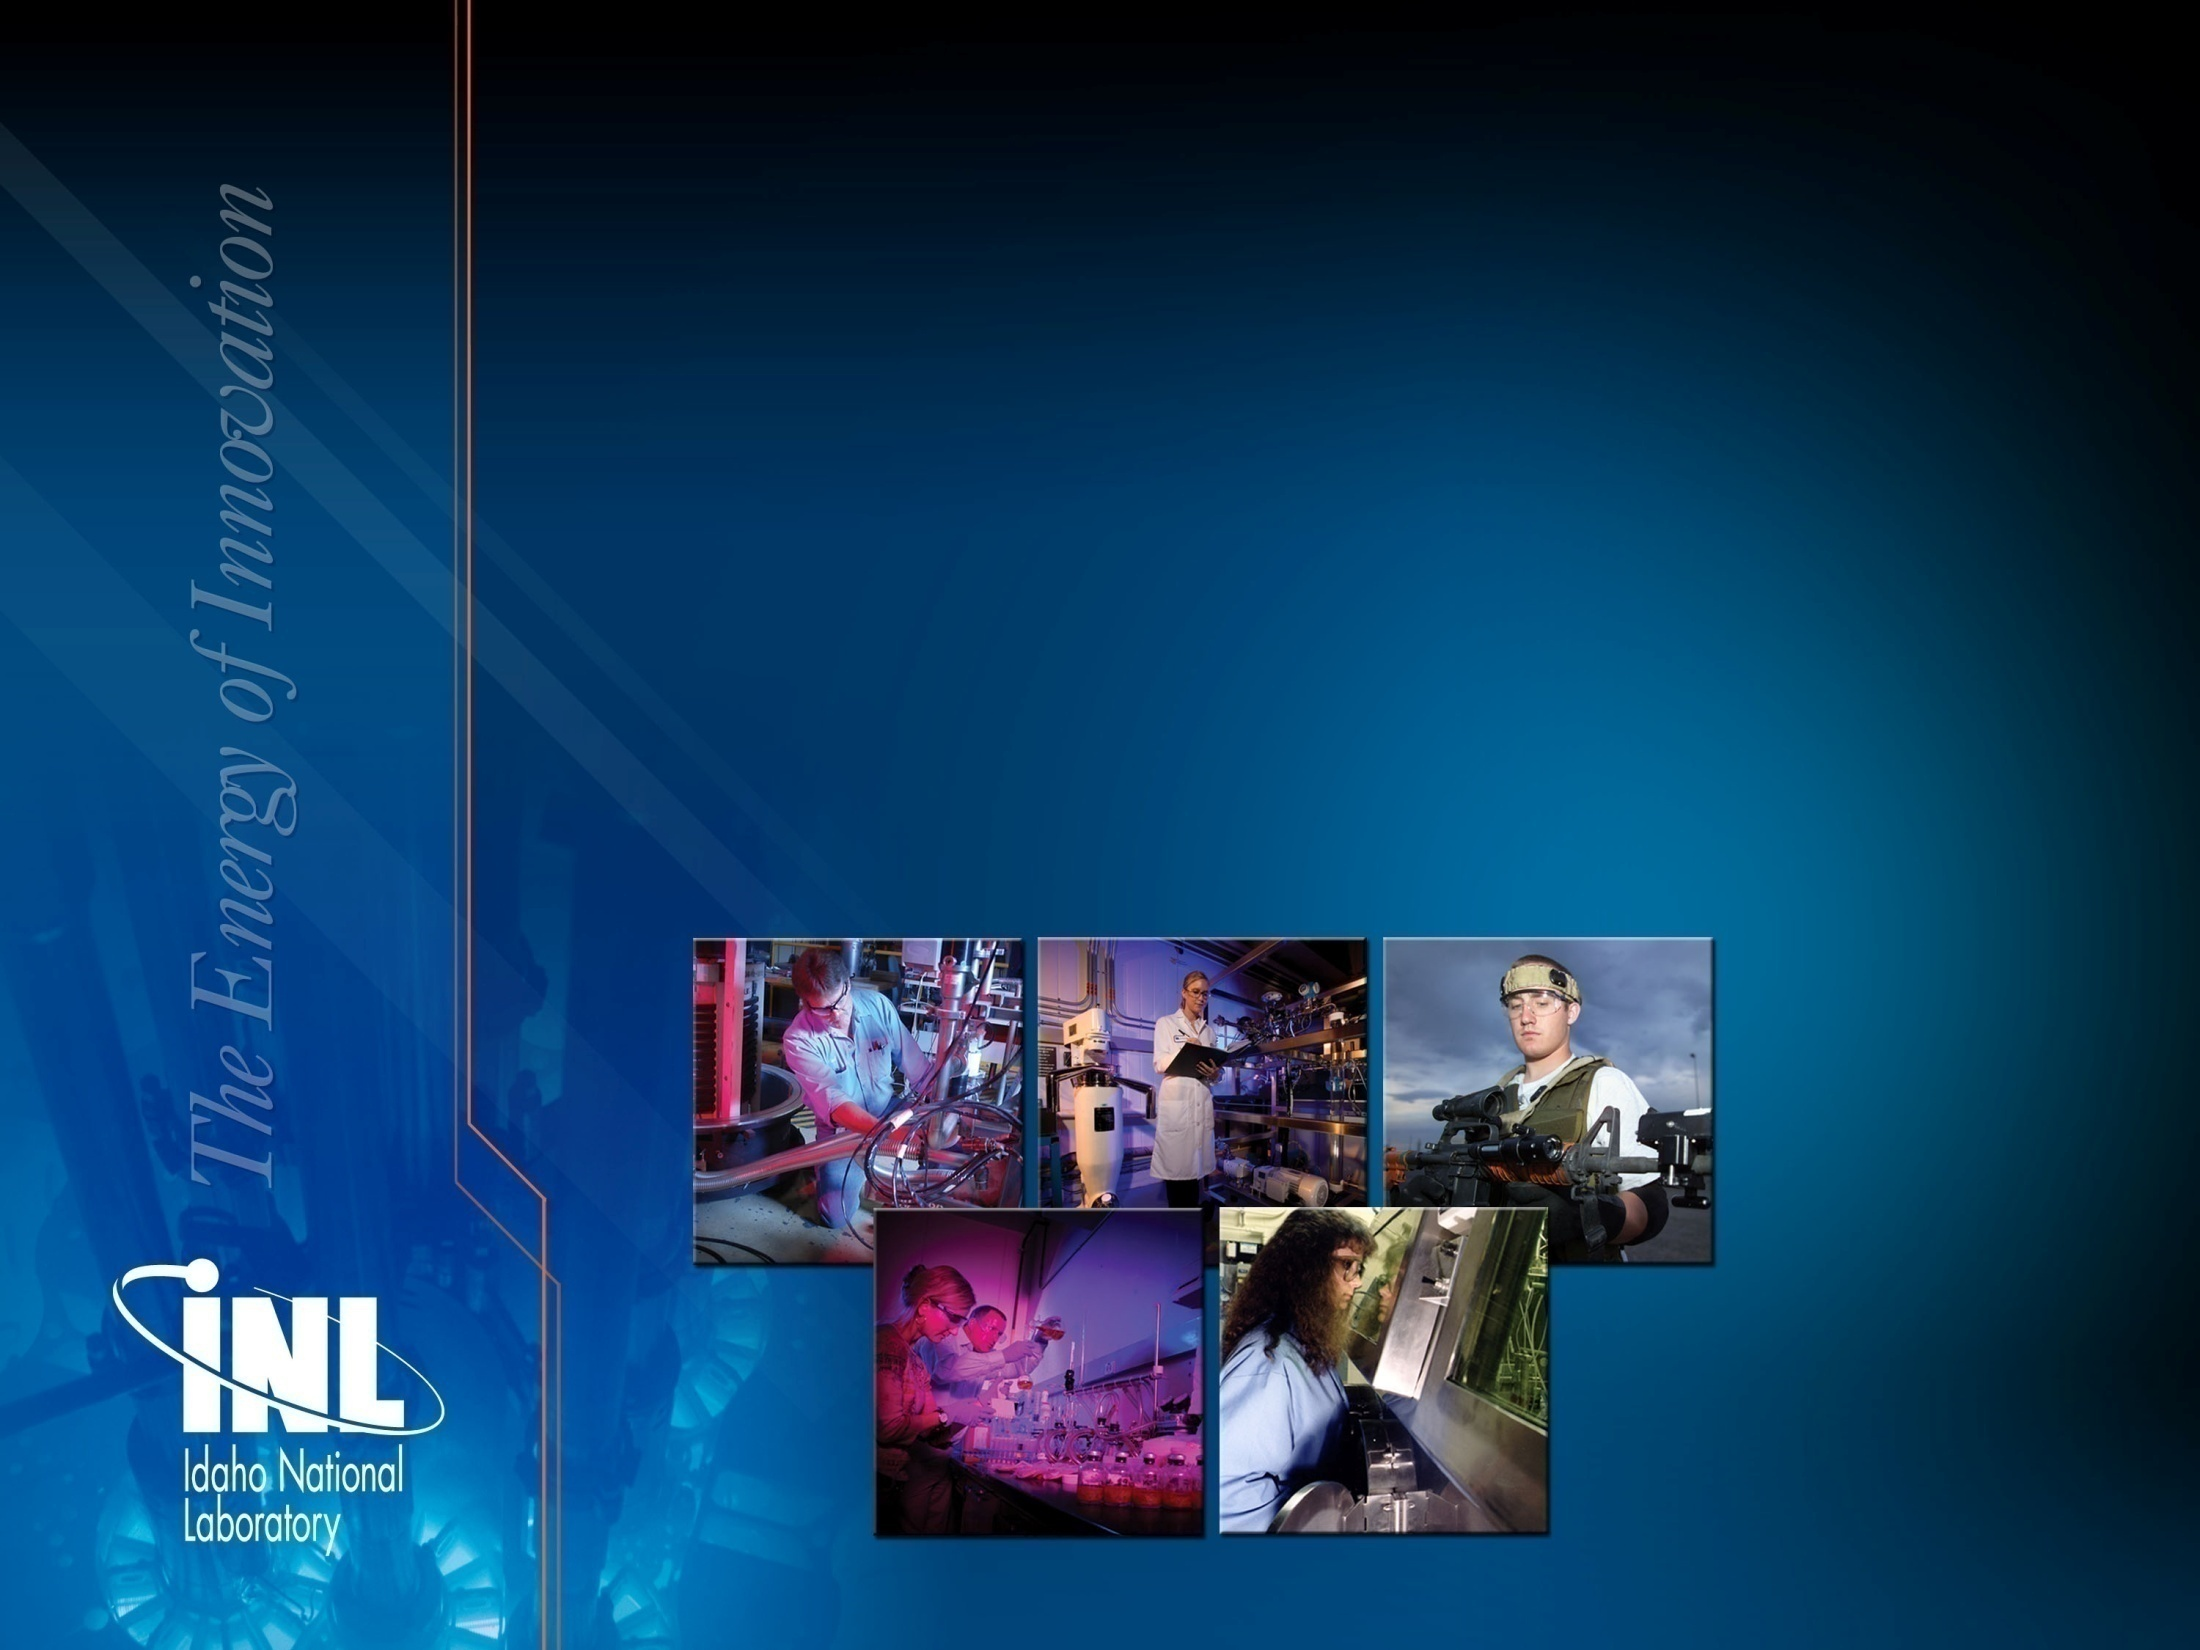 The Energy of Innovation
INL
Idaho National
Laboratory